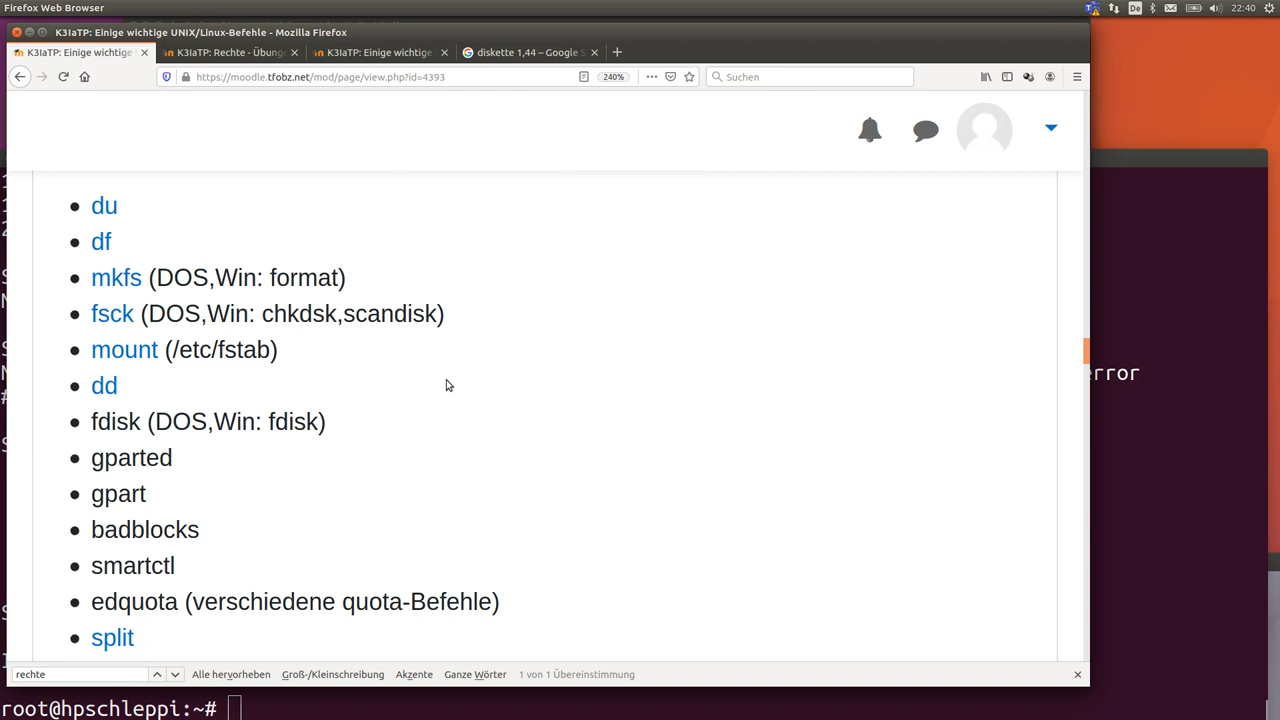 Firefox Web Browser
De
22:40
K3IaTP: Einige wichtige UNIX/Linux-Befehle - Mozilla Firefox
K3IaTP: Einige wichtige
K3IaTP: Rechte - Übung
K3IaTP: Einige wichtige
diskette 1,44 – Google S
https://moodle.tfobz.net/mod/page/view.php?id=4393
240%
Suchen
du
df
mkfs (DOS,Win: format)
fsck (DOS,Win: chkdsk,scandisk)
mount (/etc/fstab)
dd
fdisk (DOS,Win: fdisk)
gparted
gpart
badblocks
smartctl
edquota (verschiedene quota-Befehle)
split
rechte
Alle hervorheben
Groß-/Kleinschreibung
Akzente
Ganze Wörter
1 von 1 Übereinstimmung
root@hpschleppi:~#